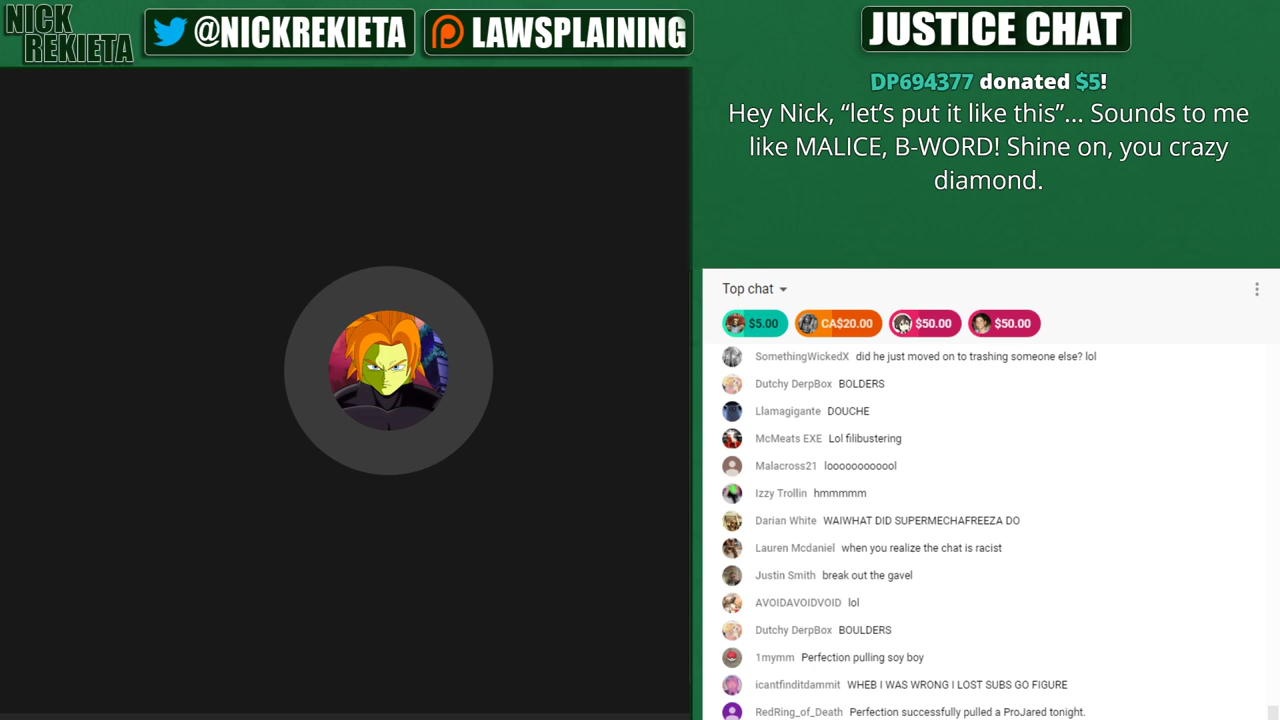 NICK
REKIETA
@NICKREKIETA
LAWSPLAINING
JUSTICE CHAT
DP694377 donated $5!
Hey Nick, “let’s put it like this”... Sounds to me
like MALICE, B-WORD! Shine on, you crazy
diamond.
Top chat
$5.00 CA$20.00 $50.00 $50.00
SomethingWickedX did he just moved on to trashing someone else? lol
Dutchy DerpBox BOLDERS
Llamagigante DOUCHE
McMeats EXE Lol filibustering
Malacross21 loooooooooool
Izzy Trollin hmmmmm
Darian White WAIWHAT DID SUPERMECHAFREEZA DO
Lauren Mcdaniel when you realize the chat is racist
Justin Smith break out the gavel
AVOIDAVOIDVOID lol
Dutchy DerpBox BOULDERS
1mymm Perfection pulling soy boy
icantfinditdammit WHEB I WAS WRONG I LOST SUBS GO FIGURE
RedRing_of_Death Perfection successfully pulled a ProJared tonight.